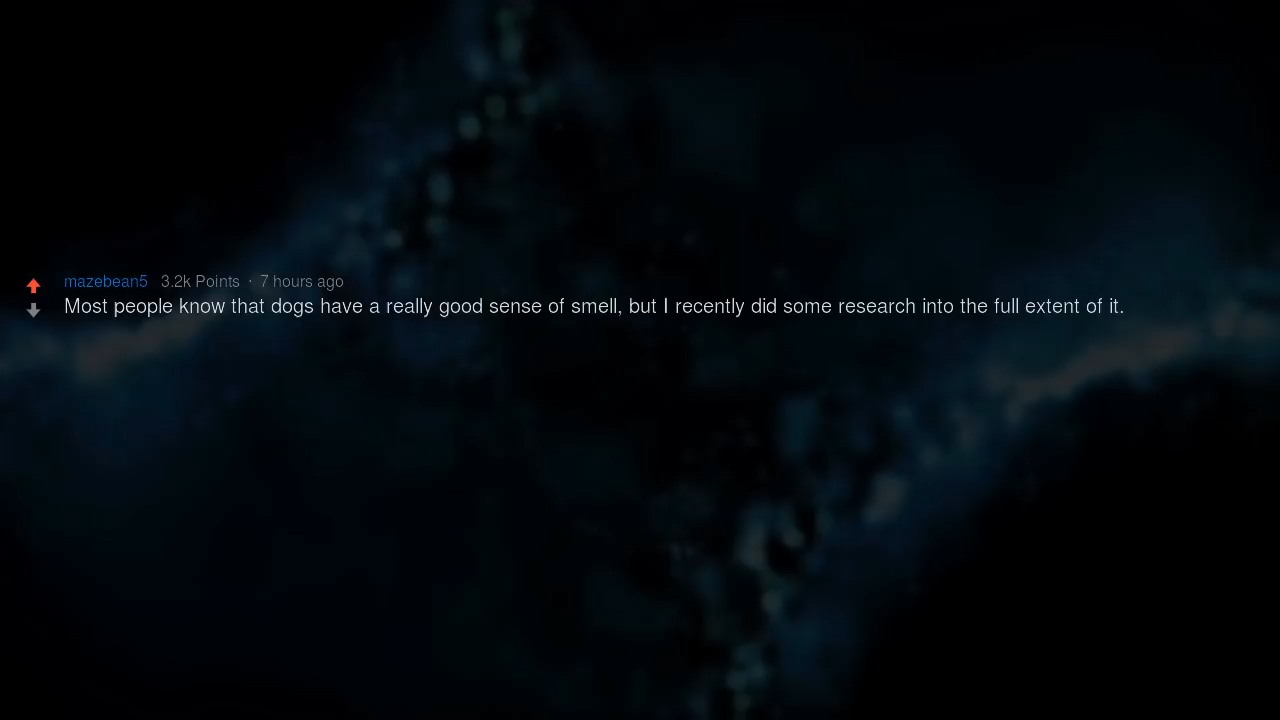 mazebean5 3.2k Points · 7 hours ago
Most people know that dogs have a really good sense of smell, but I recently did some research into the full extent of it.